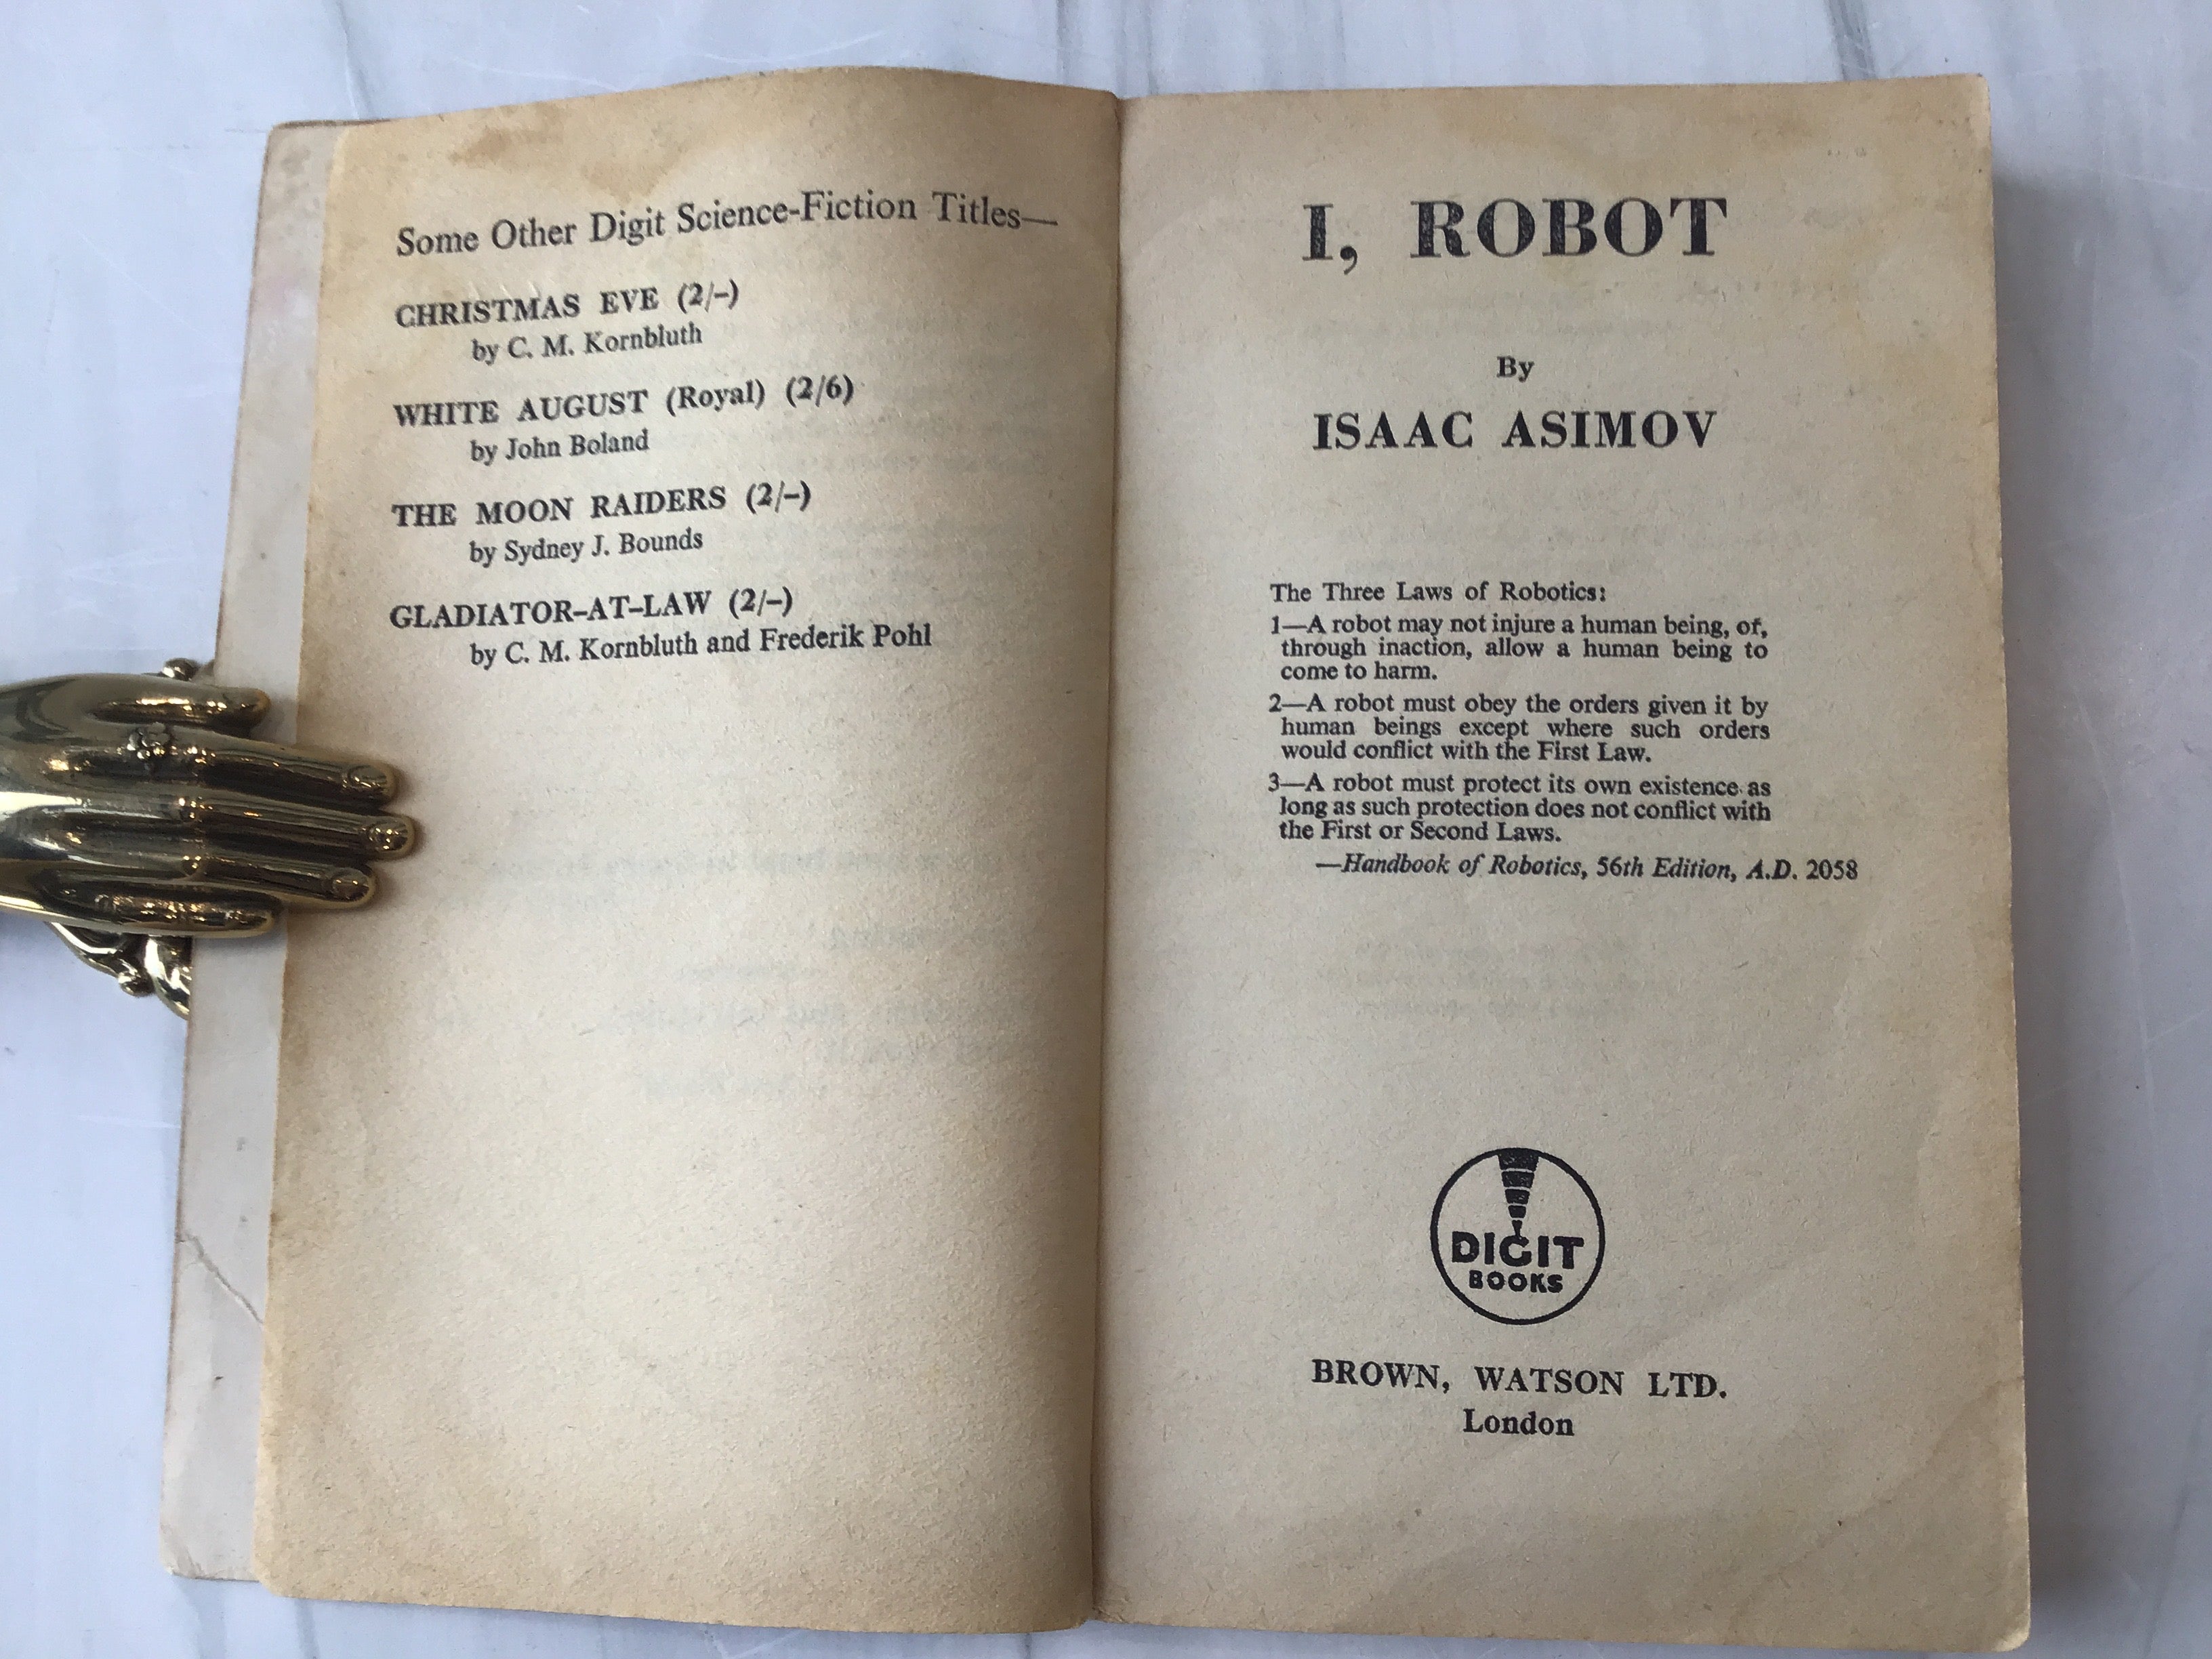 Some Other Digit Science-Fiction Titles—
CHRISTMAS EVE (2/–)
by C. M. Kornbluth
WHITE AUGUST (Royal) (2/6)
by John Boland
THE MOON RAIDERS (2/–)
by Sydney J. Bounds
GLADIATOR–AT–LAW (2/–)
by C. M. Kornbluth and Frederik Pohl
I, ROBOT
By
ISAAC ASIMOV
The Three Laws of Robotics:
1—A robot may not injure a human being, or,
through inaction, allow a human being to
come to harm.
2—A robot must obey the orders given it by
human beings except where such orders
would conflict with the First Law.
3—A robot must protect its own existence as
long as such protection does not conflict with
the First or Second Laws.
—Handbook of Robotics, 56th Edition, A.D. 2058
DIGIT
BOOKS
BROWN, WATSON LTD.
London